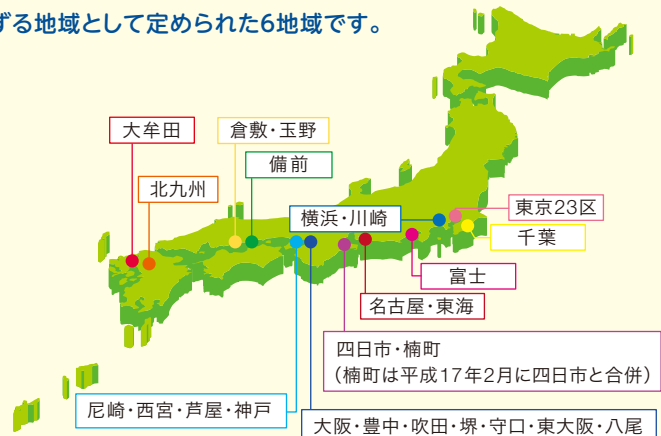 ずる地域として定められた6地域です。
大牟田
倉敷・玉野
備前
北九州
横浜・川崎
東京23区
千葉
富士
名古屋・東海
四日市・楠町
(楠町は平成17年2月に四日市と合併)
尼崎・西宮・芦屋・神戸
大阪・豊中・吹田・堺・守口・東大阪・八尾